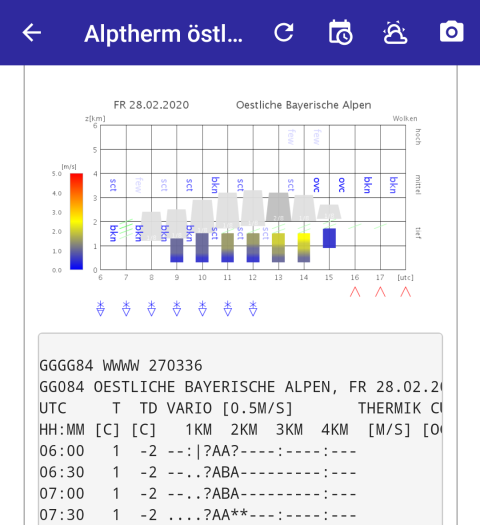 Alptherm östl...
FR 28.02.2020 Oestliche Bayerische Alpen
z[km] Wolken
6
5
4
3
2
1
0
[m/s]
5.0
4.0
3.0
2.0
1.0
0.0
few few
hoch
sct few sct sct bkn sct sct ovc ovc bkn bkn
mittel
bkn bkn bkn sct sct sct
tief
6 7 8 9 10 11 12 13 14 15 16 17 [utc]
GGGG84 WWWW 270336
GG084 OESTLICHE BAYERISCHE ALPEN, FR 28.02.20
UTC T TD VARIO [0.5M/S] THERMIK CU
HH:MM [C] [C] 1KM 2KM 3KM 4KM [M/S] [O
06:00 1 -2 --:|?AA?----:----:---
06:30 1 -2 --..?ABA----:----:---
07:00 1 -2 --..?ABA----:----:---
07:30 1 -2 ....?AA**---:----:---